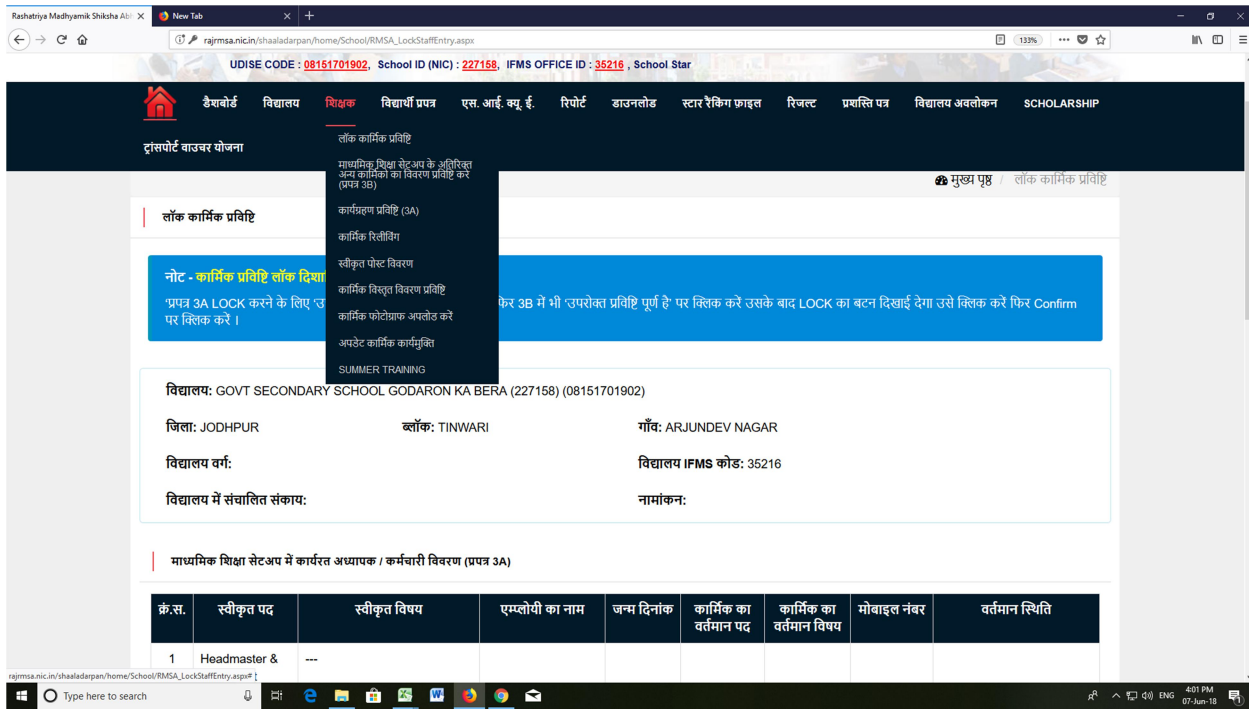 Rashatriya Madhyamik Shiksha Abh
New Tab
rajrmsa.nic.in/shaaladarpan/home/School/RMSA_LockStaffEntry.aspx
133%
UDISE CODE : 08151701902, School ID (NIC) : 227158, IFMS OFFICE ID : 35216 , School Star
डैशबोर्ड विद्यालय शिक्षक विद्यार्थी प्रपत्र एस. आई. क्यू. ई. रिपोर्ट डाउनलोड स्टार रैंकिंग फ़ाइल रिजल्ट प्रशस्ति पत्र विद्यालय अवलोकन SCHOLARSHIP
ट्रांसपोर्ट वाउचर योजना
लॉक कार्मिक प्रविष्टि
माध्यमिक शिक्षा सेटअप के अतिरिक्त
अन्य कार्मिकों का विवरण प्रविष्टि करें
(प्रपत्र 3B)
कार्यग्रहण प्रविष्टि (3A)
कार्मिक रिलीविंग
स्वीकृत पोस्ट विवरण
कार्मिक विस्तृत विवरण प्रविष्टि
कार्मिक फोटोग्राफ अपलोड करें
अपडेट कार्मिक कार्यमुक्ति
SUMMER TRAINING
मुख्य पृष्ठ / लॉक कार्मिक प्रविष्टि
लॉक कार्मिक प्रविष्टि
नोट - कार्मिक प्रविष्टि लॉक दिशा
'प्रपत्र 3A LOCK करने के लिए 'उ फिर 3B में भी 'उपरोक्त प्रविष्टि पूर्ण है' पर क्लिक करें उसके बाद LOCK का बटन दिखाई देगा उसे क्लिक करें फिर Confirm
पर क्लिक करें ।
विद्यालय: GOVT SECONDARY SCHOOL GODARON KA BERA (227158) (08151701902)
जिला: JODHPUR ब्लॉक: TINWARI गाँव: ARJUNDEV NAGAR
विद्यालय वर्ग: विद्यालय IFMS कोड: 35216
विद्यालय में संचालित संकाय: नामांकन:
माध्यमिक शिक्षा सेटअप में कार्यरत अध्यापक / कर्मचारी विवरण (प्रपत्र 3A)
क्रं.स. स्वीकृत पद स्वीकृत विषय एम्प्लोयी का नाम जन्म दिनांक कार्मिक का वर्तमान पद कार्मिक का वर्तमान विषय मोबाइल नंबर वर्तमान स्थिति
1 Headmaster & ---
rajrmsa.nic.in/shaaladarpan/home/School/RMSA_LockStaffEntry.aspx#
Type here to search
ENG
4:01 PM
07-Jun-18